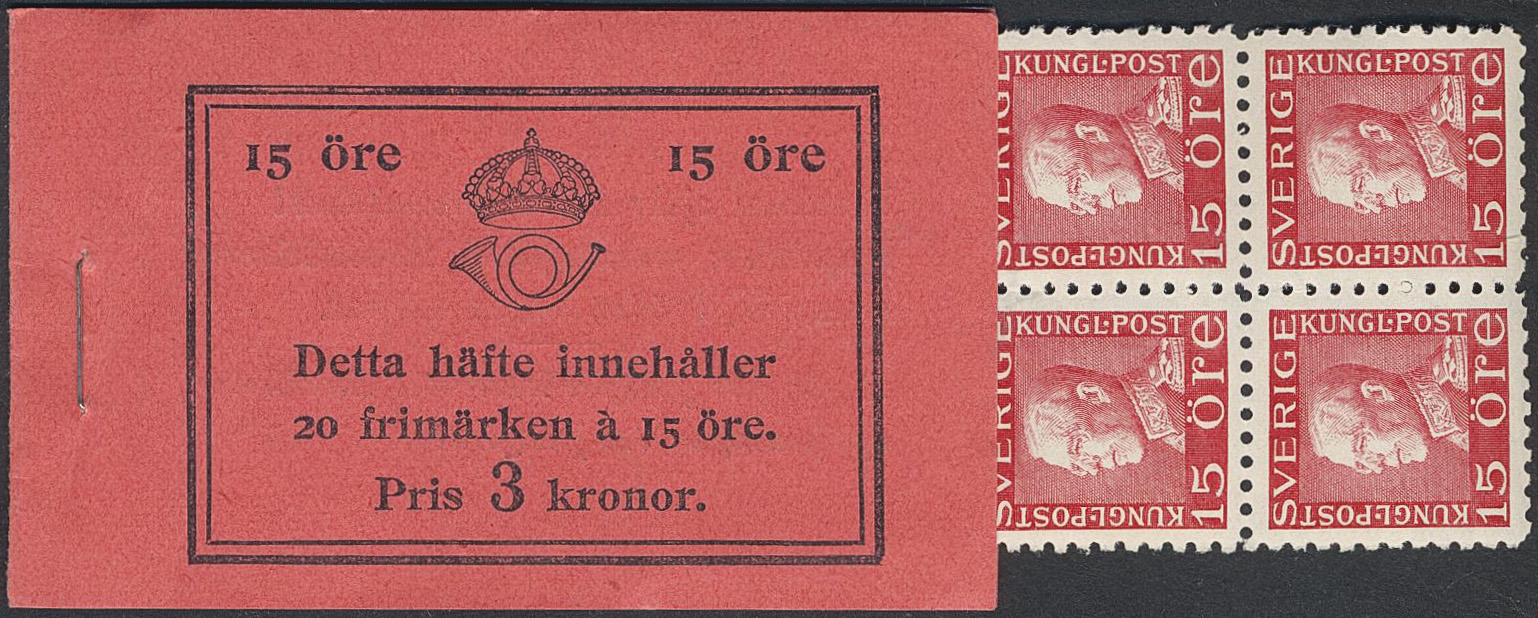 15 öre 15 öre
Detta häfte innehåller
20 frimärken à 15 öre.
Pris 3 kronor.
SVERIGE
KUNGL·POST
KUNGL·POST
15 öre
SVERIGE
KUNGL·POST
KUNGL·POST
15 öre
SVERIGE
KUNGL·POST
KUNGL·POST
15 öre
SVERIGE
KUNGL·POST
KUNGL·POST
15 öre